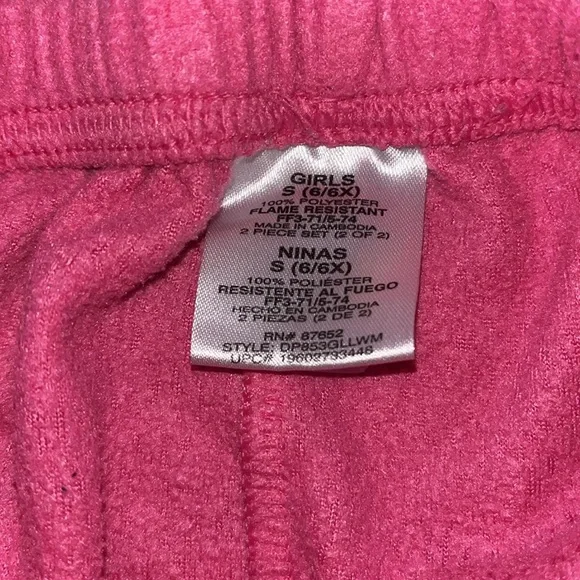 GIRLS
S (6/6X)
100% POLYESTER
FLAME RESISTANT
FF3-71/5-74
MADE IN CAMBODIA
2 PIECE SET (2 OF 2)
NINAS
S (6/6X)
100% POLIÉSTER
RESISTENTE AL FUEGO
FF3-71/5-74
HECHO EN CAMBODIA
2 PIEZAS (2 DE 2)
RN# 87652
STYLE: DP853GLLWM
UPC# 19603793448